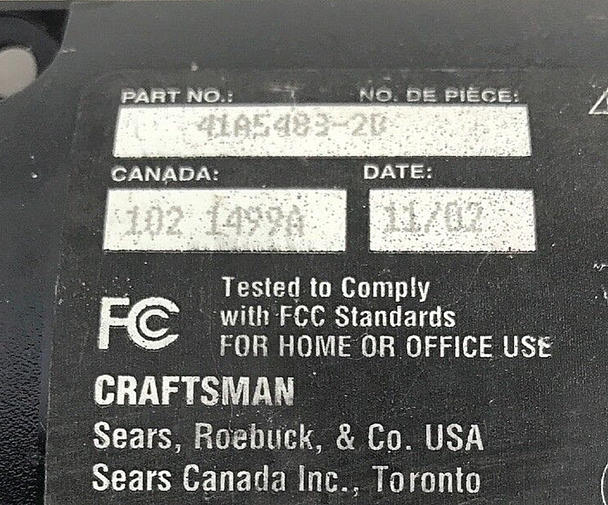 PART NO.: NO. DE PIÈCE:
41A5483-2D
CANADA: DATE:
102 1499A 11/02
FC Tested to Comply
with FCC Standards
FOR HOME OR OFFICE USE
CRAFTSMAN
Sears, Roebuck, & Co. USA
Sears Canada Inc., Toronto